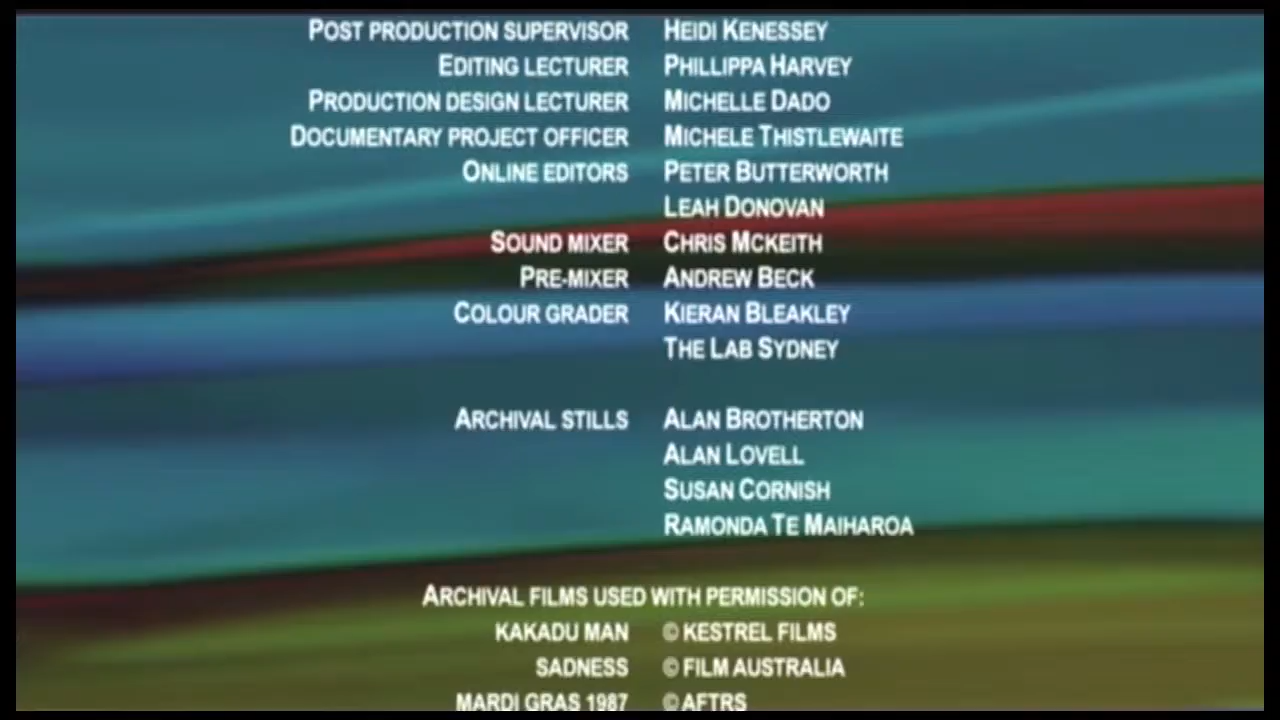 POST PRODUCTION SUPERVISOR HEIDI KENESSEY
EDITING LECTURER PHILLIPPA HARVEY
PRODUCTION DESIGN LECTURER MICHELLE DADO
DOCUMENTARY PROJECT OFFICER MICHELE THISTLEWAITE
ONLINE EDITORS PETER BUTTERWORTH
LEAH DONOVAN
SOUND MIXER CHRIS MCKEITH
PRE-MIXER ANDREW BECK
COLOUR GRADER KIERAN BLEAKLEY
THE LAB SYDNEY
ARCHIVAL STILLS ALAN BROTHERTON
ALAN LOVELL
SUSAN CORNISH
RAMONDA TE MAIHAROA
ARCHIVAL FILMS USED WITH PERMISSION OF:
KAKADU MAN © KESTREL FILMS
SADNESS © FILM AUSTRALIA
MARDI GRAS 1987 © AFTRS